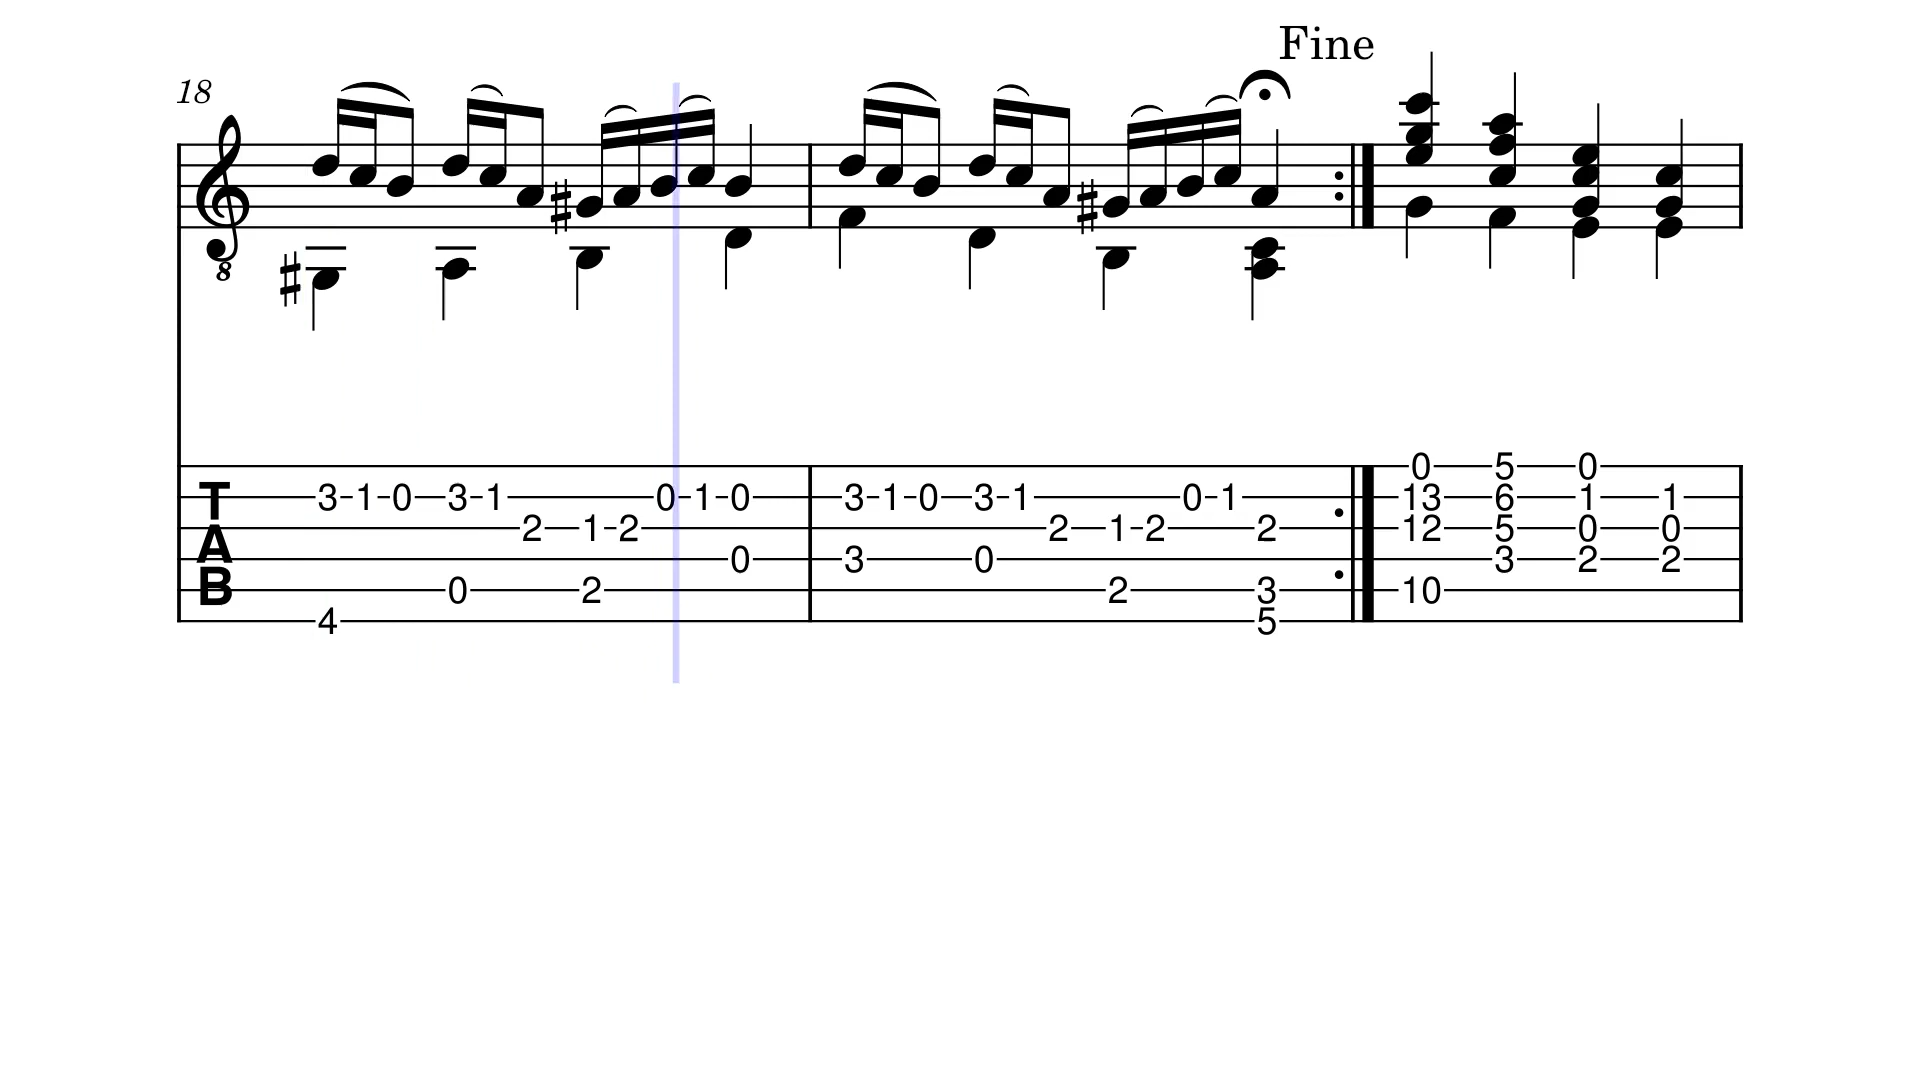 Fine
18
8
0 5 0
T 3 1 0 3 1 0 1 0 3 1 0 3 1 0 1 13 6 1 1
2 1 2 2 1 2 2 12 5 0 0
A 0 3 0 3 2 2
B 0 2 2 3 10
4 5